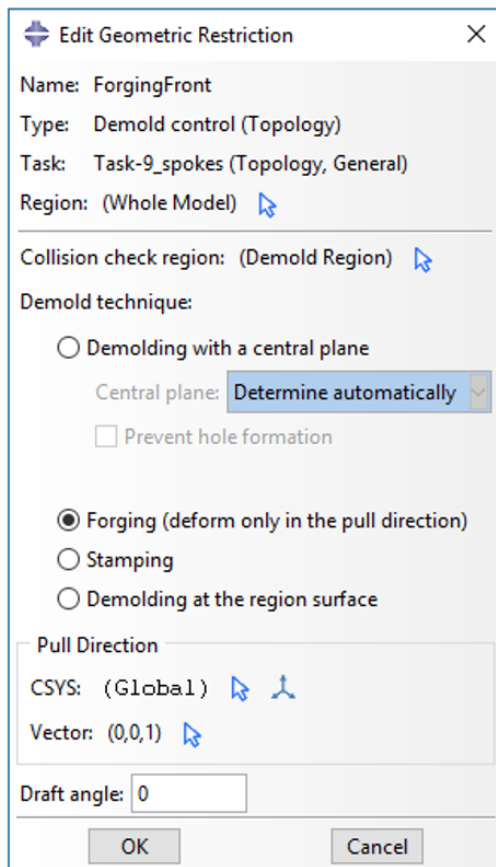 Edit Geometric Restriction
Name: ForgingFront
Type: Demold control (Topology)
Task: Task-9_spokes (Topology, General)
Region: (Whole Model)
Collision check region: (Demold Region)
Demold technique:
Demolding with a central plane
Central plane: Determine automatically
Prevent hole formation
Forging (deform only in the pull direction)
Stamping
Demolding at the region surface
Pull Direction
CSYS: (Global)
Vector: (0,0,1)
Draft angle: 0
OK Cancel